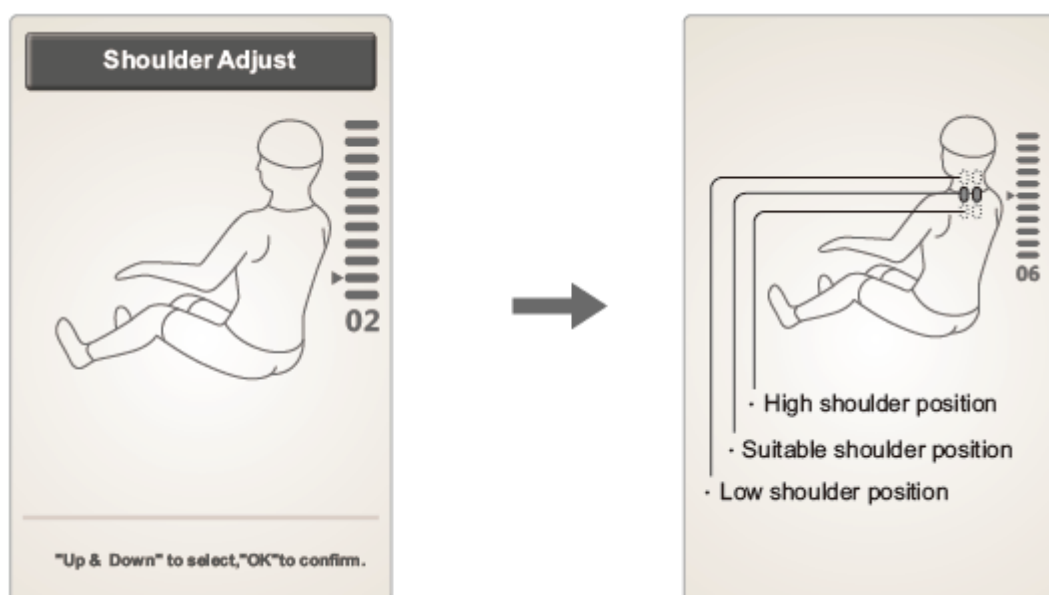 Shoulder Adjust
02
"Up & Down" to select,"OK"to confirm.
06
· High shoulder position
· Suitable shoulder position
· Low shoulder position